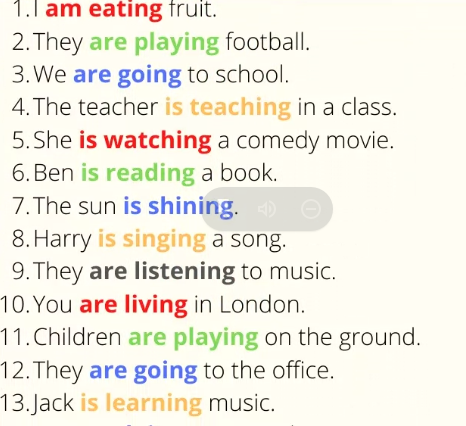 1.I am eating fruit.
2.They are playing football.
3.We are going to school.
4.The teacher is teaching in a class.
5.She is watching a comedy movie.
6.Ben is reading a book.
7.The sun is shining.
8.Harry is singing a song.
9.They are listening to music.
10.You are living in London.
11.Children are playing on the ground.
12.They are going to the office.
13.Jack is learning music.